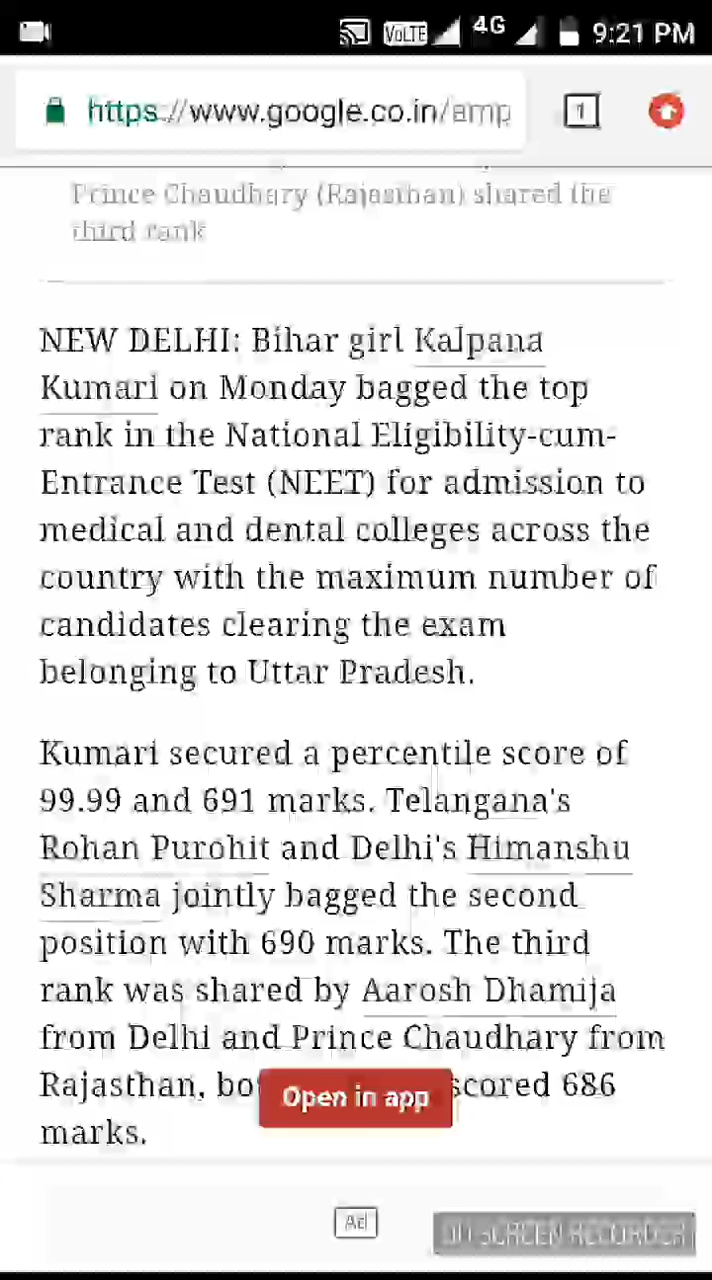 VoLTE 4G 9:21 PM
https://www.google.co.in/amp 1
Prince Chaudhary (Rajasthan) shared the
third rank
NEW DELHI: Bihar girl Kalpana
Kumari on Monday bagged the top
rank in the National Eligibility-cum-
Entrance Test (NEET) for admission to
medical and dental colleges across the
country with the maximum number of
candidates clearing the exam
belonging to Uttar Pradesh.
Kumari secured a percentile score of
99.99 and 691 marks. Telangana's
Rohan Purohit and Delhi's Himanshu
Sharma jointly bagged the second
position with 690 marks. The third
rank was shared by Aarosh Dhamija
from Delhi and Prince Chaudhary from
Rajasthan, scored 686
Open in app
marks.
Ad
DU SCREEN RECORDER